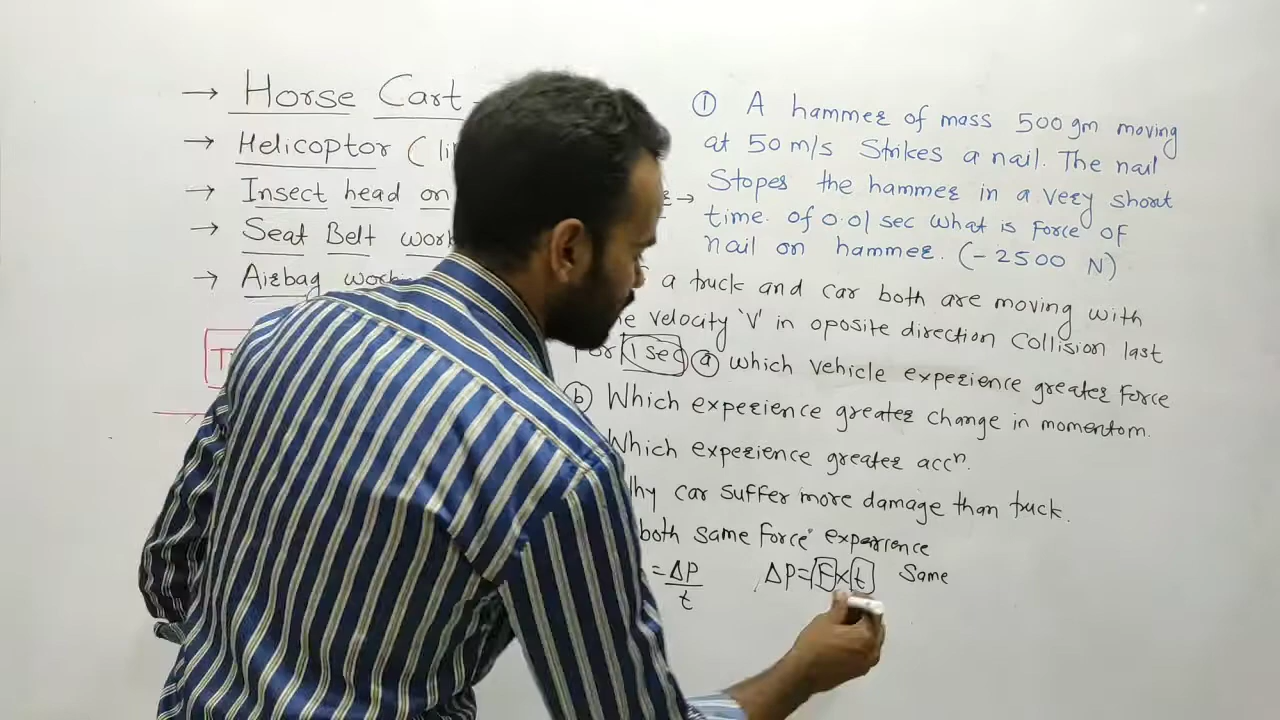 → Horse Cart
→ Helicoptor (li
→ Insect head on
→ Seat Belt work
→ Airbag worki
T
① A hammer of mass 500 gm moving
at 50 m/s Strikes a nail. The nail
Stopes the hammer in a very short
time. of 0.01 sec what is force of
nail on hammer. (- 2500 N)
a truck and car both are moving with
velocity 'V' in oposite direction Collision last
For 1 sec ⓐ which vehicle experience greater Force
ⓑ Which experience greater change in momentom.
Which experience greater accⁿ.
hy car suffer more damage than truck.
both same force experience
= ΔP/t ΔP = F × t Same